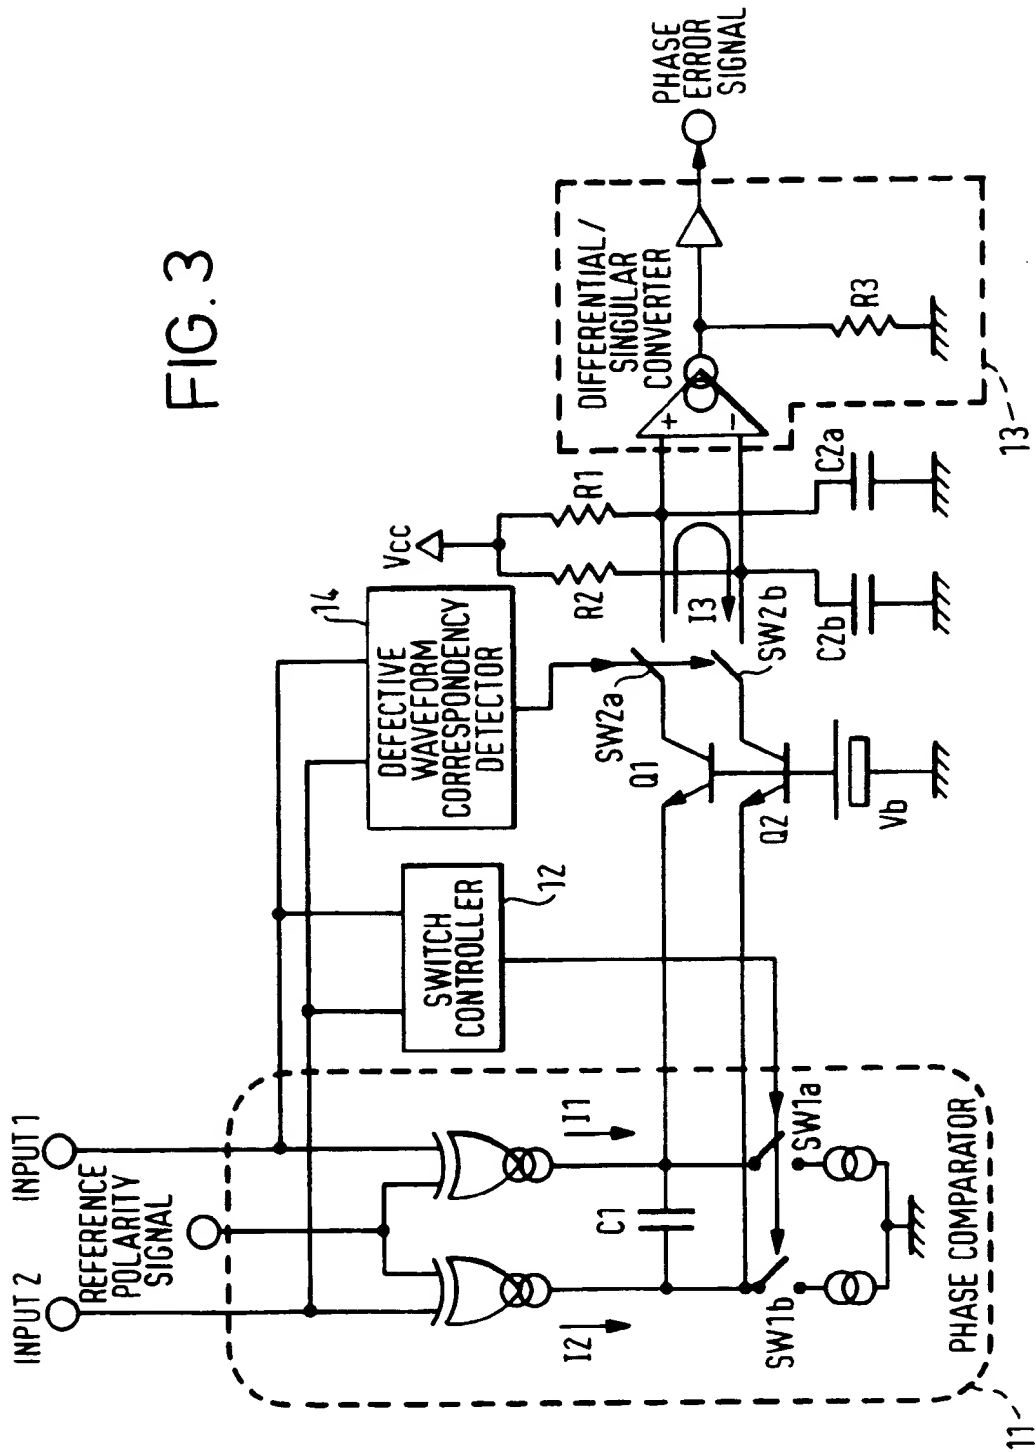 FIG. 3
INPUT 1
INPUT 2
REFERENCE
POLARITY
SIGNAL
I1
I2
C1
SW1a
SW1b
PHASE COMPARATOR
11
SWITCH
CONTROLLER
12
DEFECTIVE
WAVEFORM
CORRESPONDENCY
DETECTOR
14
SW2a
SW2b
Q1
Q2
Vb
Vcc
R1
R2
I3
C2a
C2b
DIFFERENTIAL/
SINGULAR
CONVERTER
+
−
R3
13
PHASE
ERROR
SIGNAL